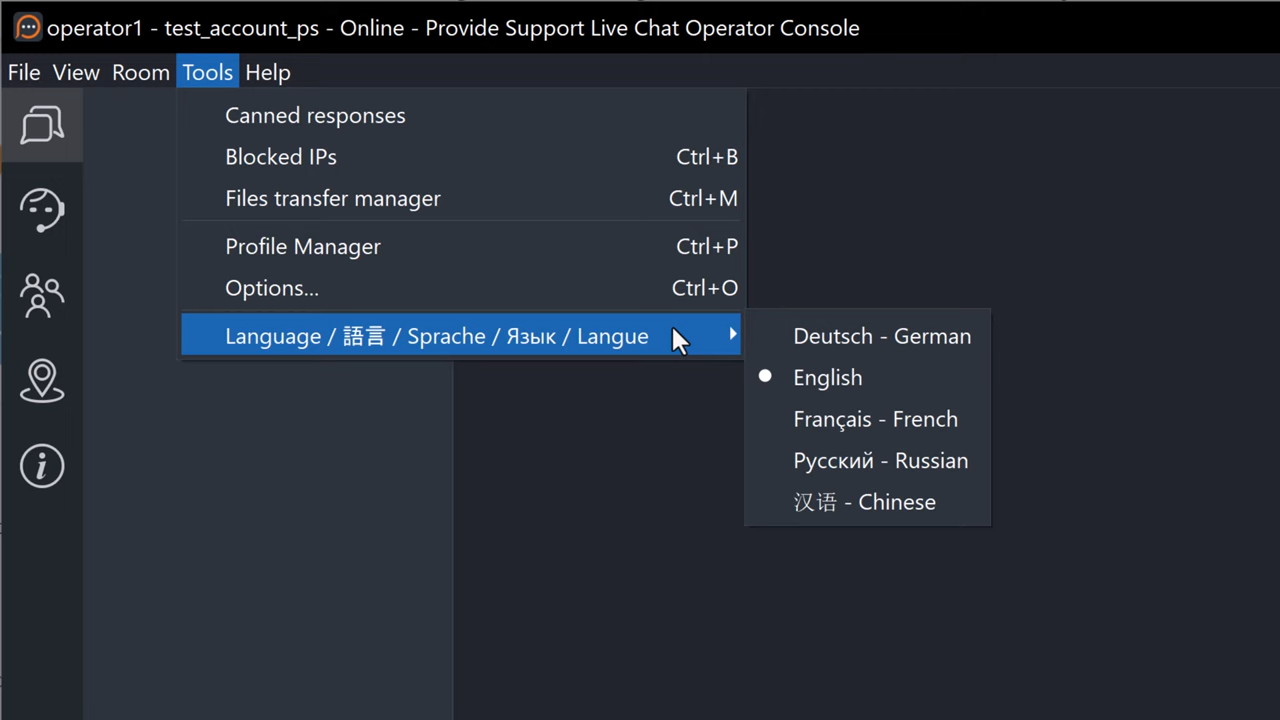 operator1 - test_account_ps - Online - Provide Support Live Chat Operator Console
File View Room Tools Help
Canned responses
Blocked IPs Ctrl+B
Files transfer manager Ctrl+M
Profile Manager Ctrl+P
Options... Ctrl+O
Language / 語言 / Sprache / Язык / Langue
Deutsch - German
English
Français - French
Русский - Russian
汉语 - Chinese